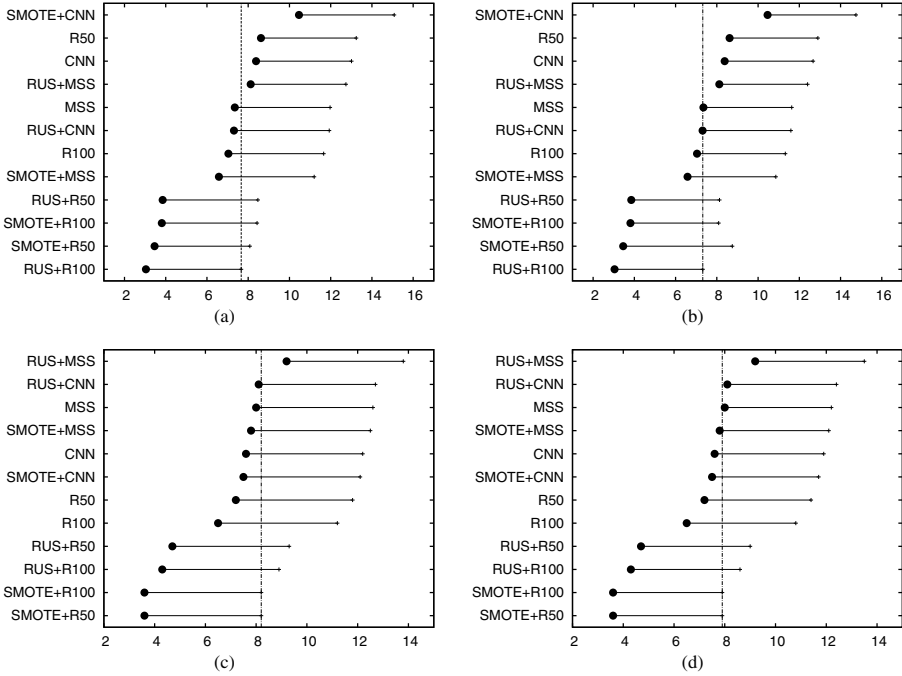 SMOTE+CNN
R50
CNN
RUS+MSS
MSS
RUS+CNN
R100
SMOTE+MSS
RUS+R50
SMOTE+R100
SMOTE+R50
RUS+R100
2 4 6 8 10 12 14 16
(a)
SMOTE+CNN
R50
CNN
RUS+MSS
MSS
RUS+CNN
R100
SMOTE+MSS
RUS+R50
SMOTE+R100
SMOTE+R50
RUS+R100
2 4 6 8 10 12 14 16
(b)
RUS+MSS
RUS+CNN
MSS
SMOTE+MSS
CNN
SMOTE+CNN
R50
R100
RUS+R50
RUS+R100
SMOTE+R100
SMOTE+R50
2 4 6 8 10 12 14
(c)
RUS+MSS
RUS+CNN
MSS
SMOTE+MSS
CNN
SMOTE+CNN
R50
R100
RUS+R50
RUS+R100
SMOTE+R100
SMOTE+R50
2 4 6 8 10 12 14
(d)